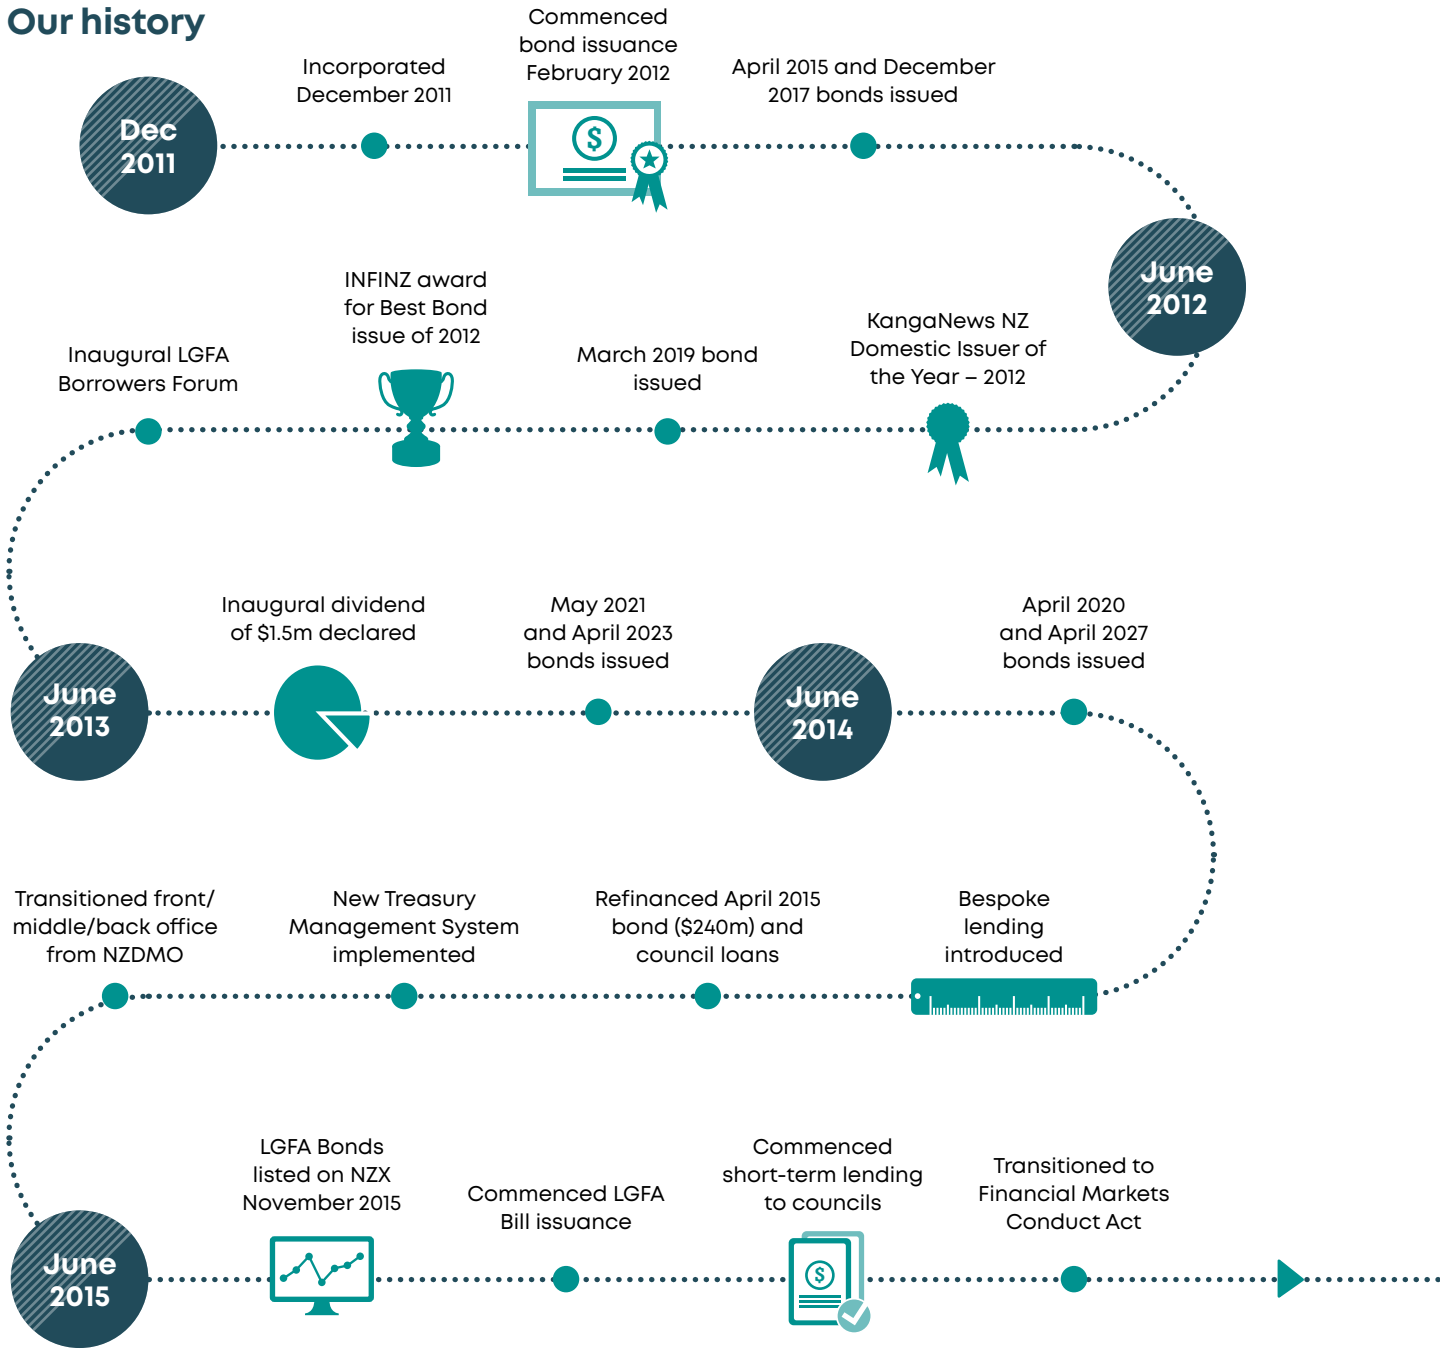 Our history
Dec
2011
Incorporated
December 2011
Commenced
bond issuance
February 2012
$
April 2015 and December
2017 bonds issued
June
2012
KangaNews NZ
Domestic Issuer of
the Year – 2012
March 2019 bond
issued
INFINZ award
for Best Bond
issue of 2012
Inaugural LGFA
Borrowers Forum
June
2013
Inaugural dividend
of $1.5m declared
May 2021
and April 2023
bonds issued
June
2014
April 2020
and April 2027
bonds issued
Bespoke
lending
introduced
Refinanced April 2015
bond ($240m) and
council loans
New Treasury
Management System
implemented
Transitioned front/
middle/back office
from NZDMO
June
2015
LGFA Bonds
listed on NZX
November 2015
Commenced LGFA
Bill issuance
Commenced
short-term lending
to councils
$
Transitioned to
Financial Markets
Conduct Act